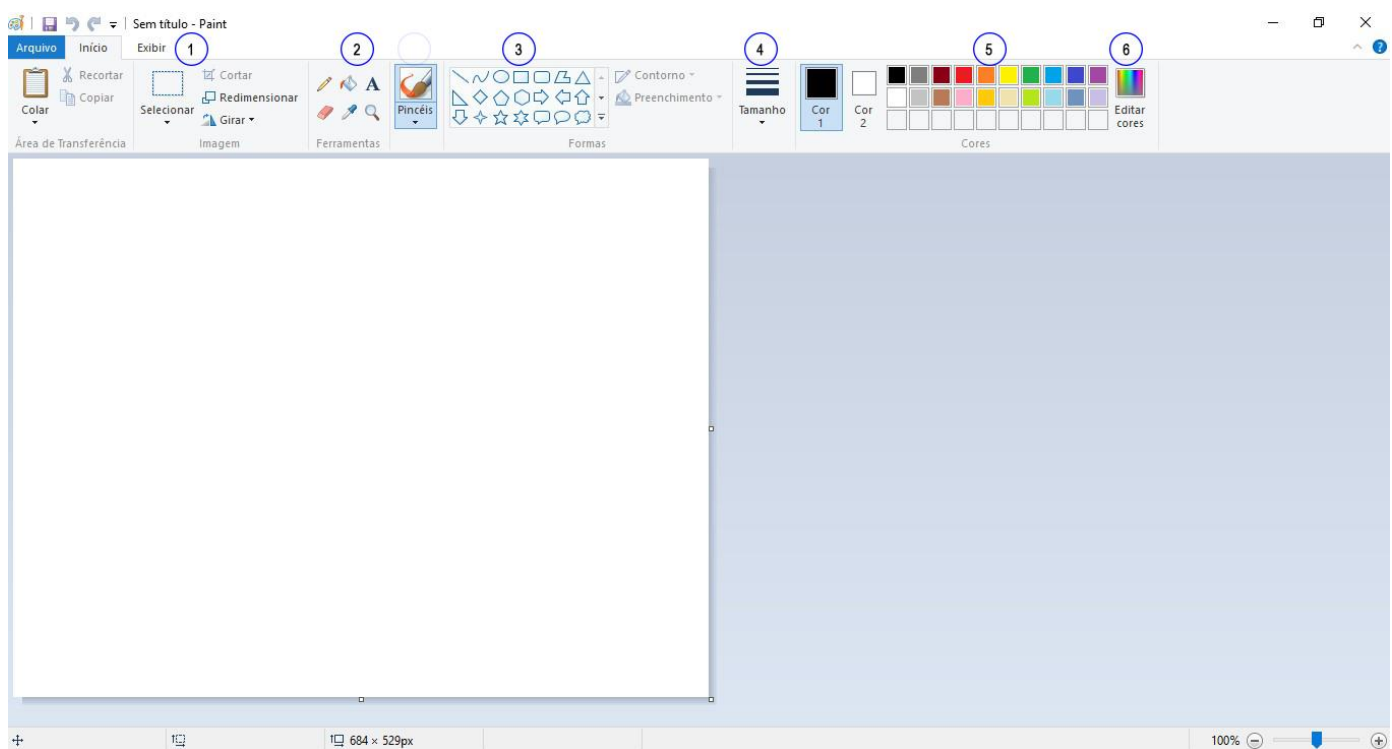 Sem título - Paint
Arquivo Início Exibir
1 2 3 4 5 6
Colar
Recortar
Copiar
Área de Transferência
Selecionar
Cortar
Redimensionar
Girar
Imagem
A
Ferramentas
Pincéis
Contorno
Preenchimento
Formas
Tamanho
Cor
1
Cor
2
Editar
cores
Cores
684 × 529px
100%